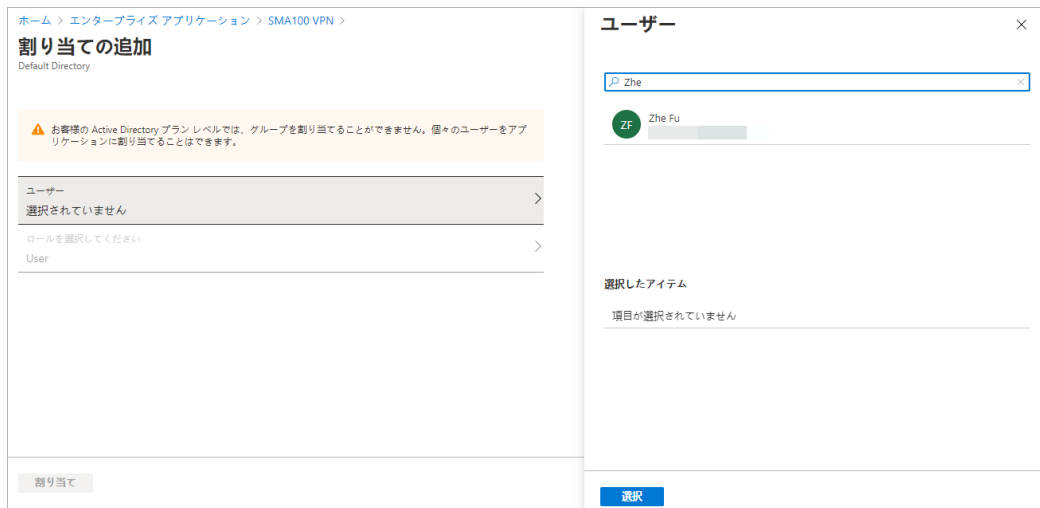 ホーム > エンタープライズ アプリケーション > SMA100 VPN >
割り当ての追加
Default Directory
お客様の Active Directory プラン レベルでは、グループを割り当てることができません。個々のユーザーをアプ
リケーションに割り当てることはできます。
ユーザー
選択されていません
ロールを選択してください
User
割り当て
ユーザー
Zhe
ZF
Zhe Fu
選択したアイテム
項目が選択されていません
選択